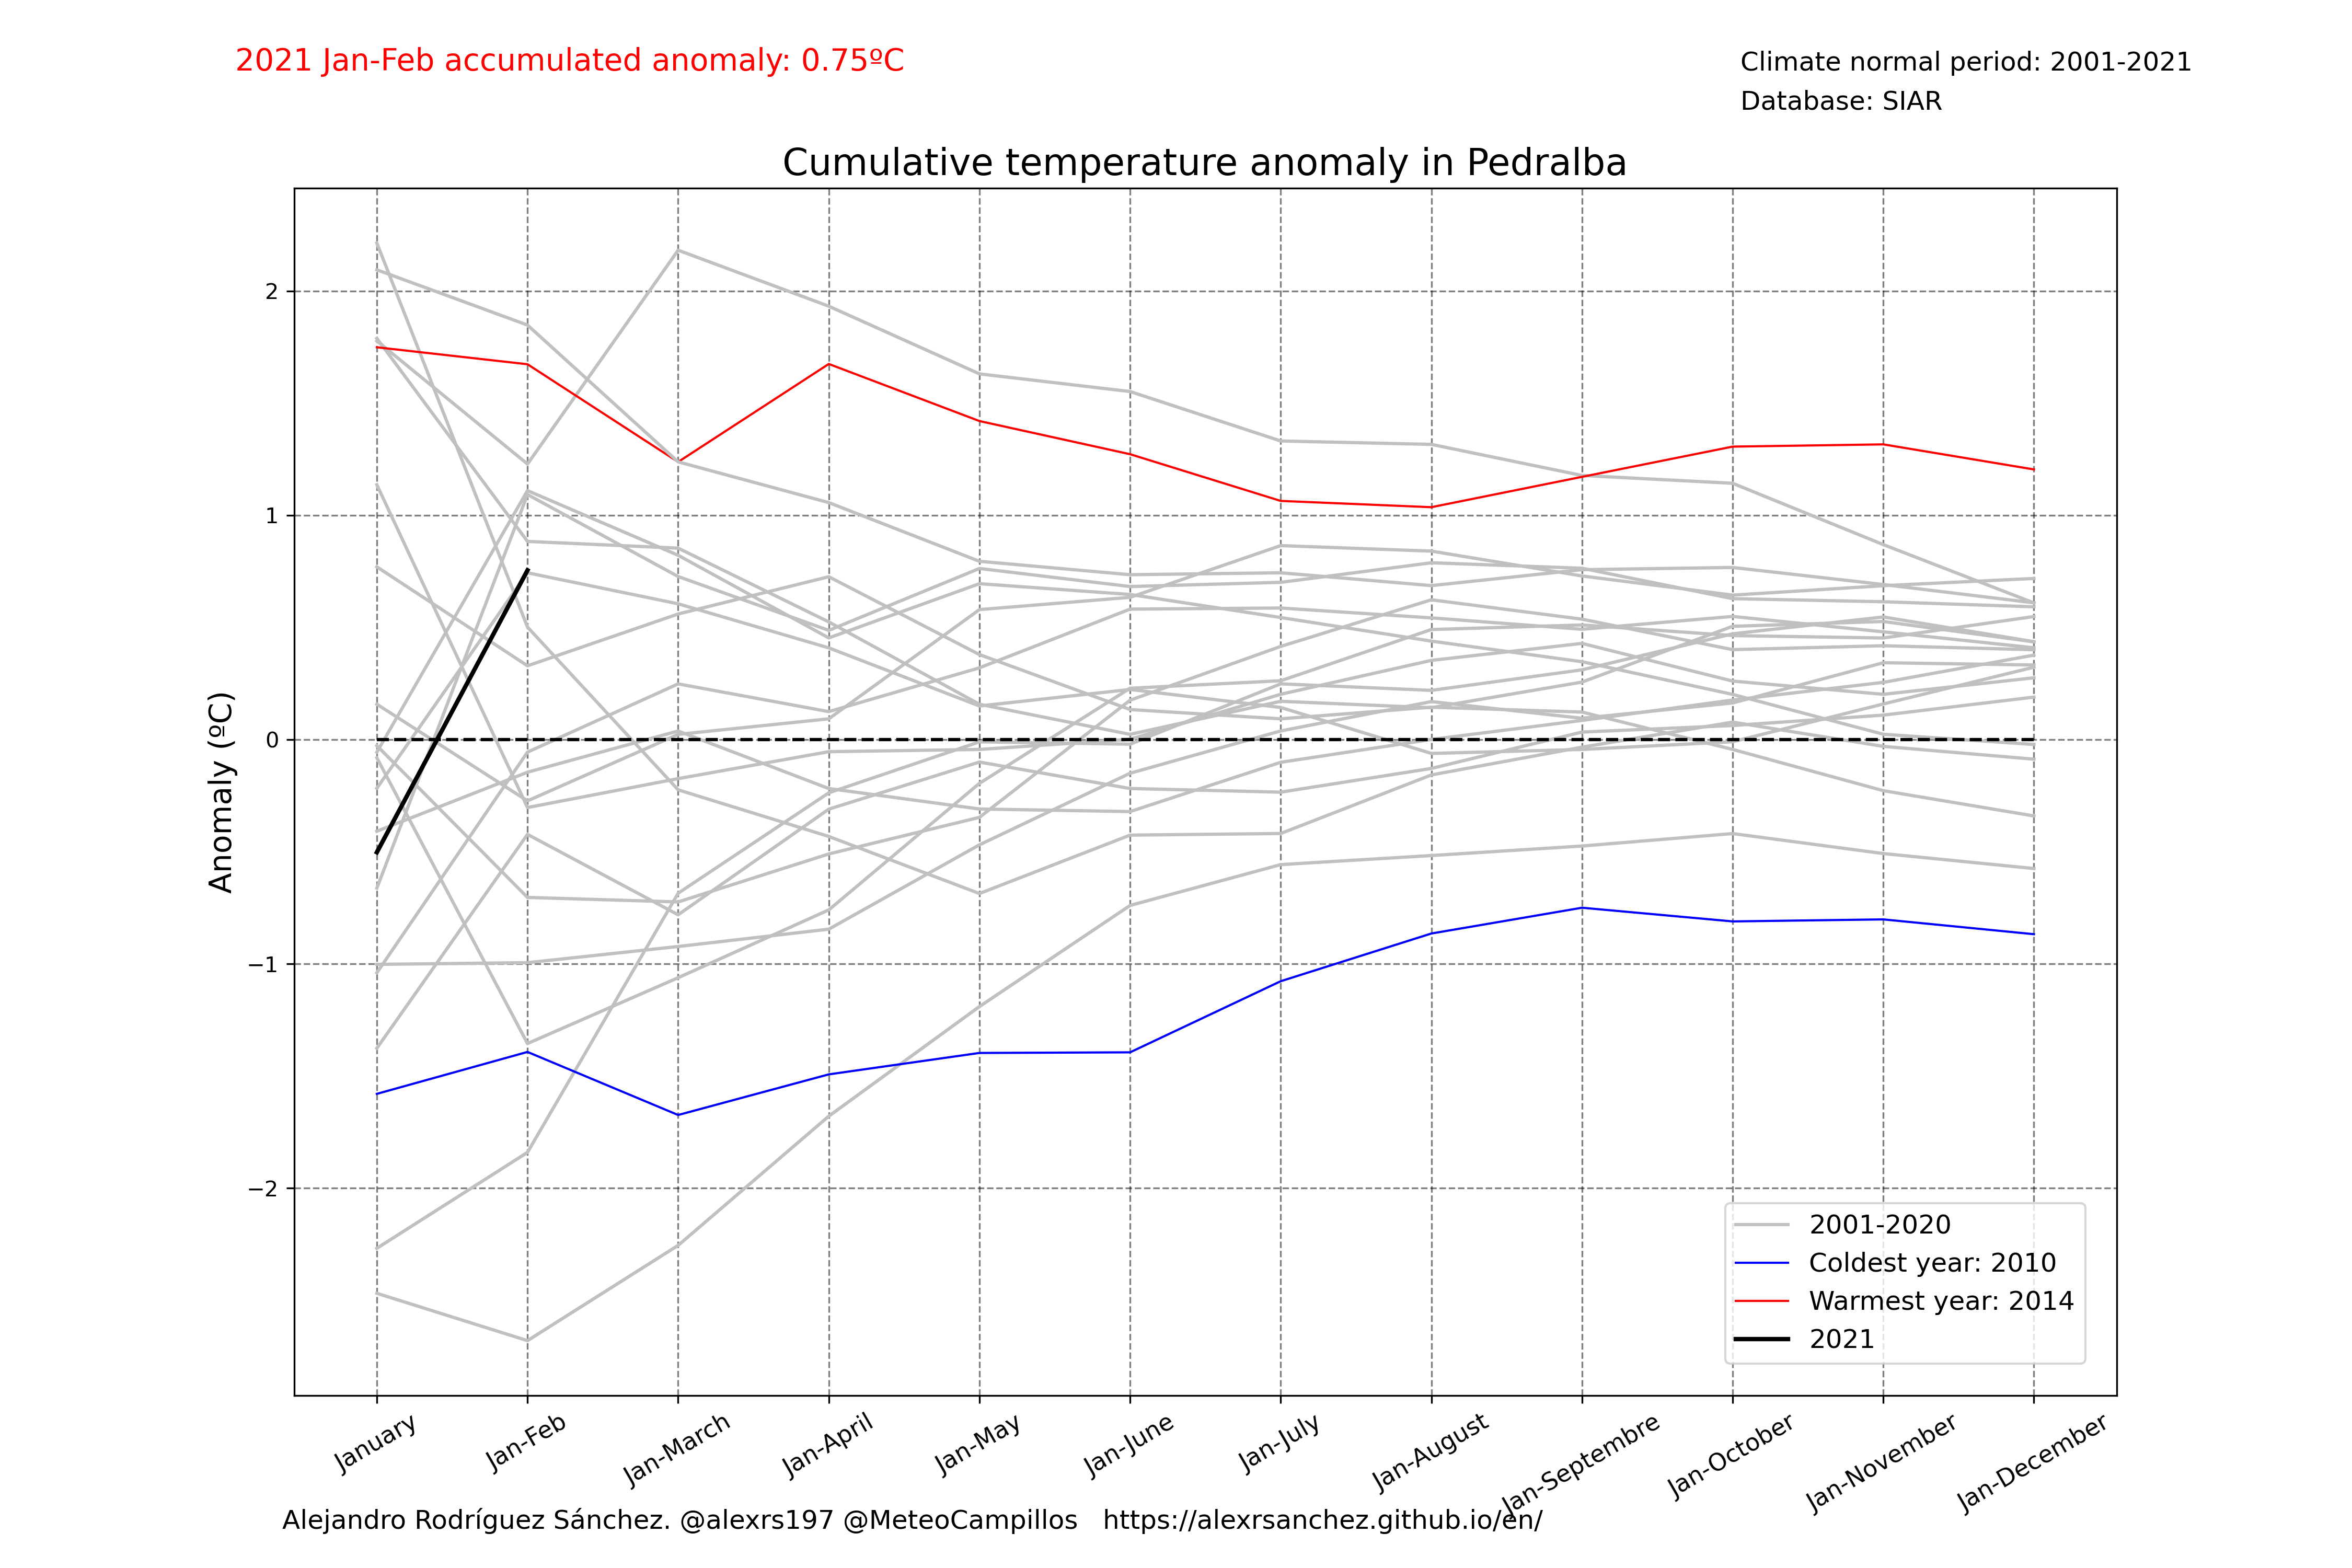 2021 Jan-Feb accumulated anomaly: 0.75ºC
Climate normal period: 2001-2021
Database: SIAR
Cumulative temperature anomaly in Pedralba
Anomaly (ºC)
2
1
0
−1
−2
2001-2020
Coldest year: 2010
Warmest year: 2014
2021
January
Jan-Feb
Jan-March
Jan-April
Jan-May
Jan-June
Jan-July
Jan-August
Jan-Septembre
Jan-October
Jan-November
Jan-December
Alejandro Rodríguez Sánchez. @alexrs197 @MeteoCampillos   https://alexrsanchez.github.io/en/